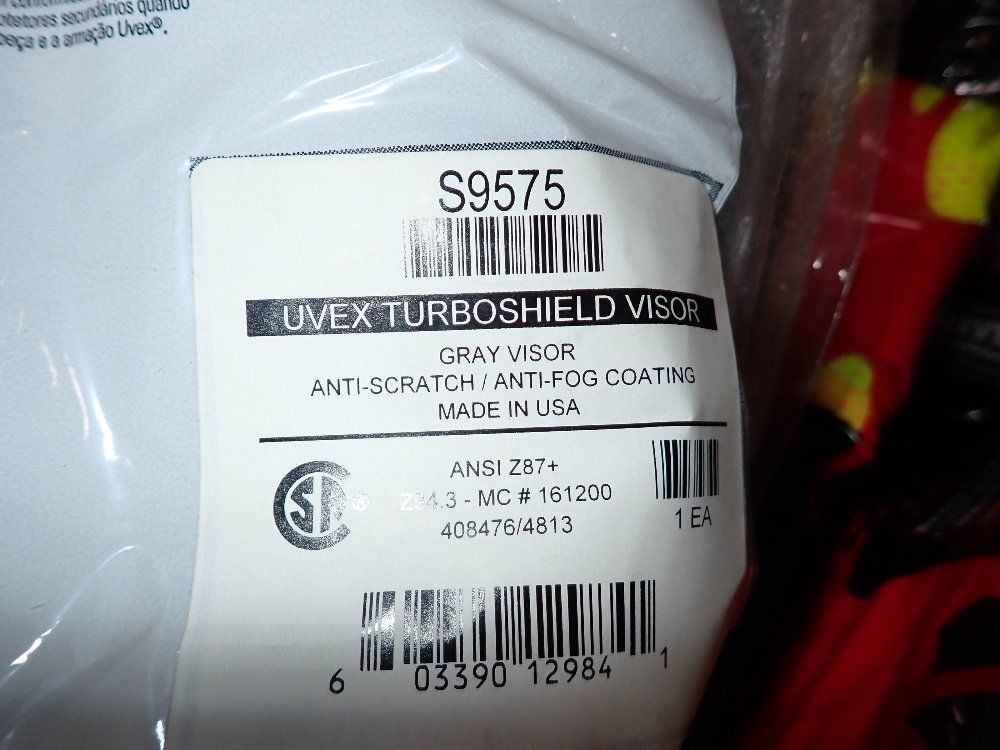 otetores secundários quando
beça e a armação Uvex®.
S9575
UVEX TURBOSHIELD VISOR
GRAY VISOR
ANTI-SCRATCH / ANTI-FOG COATING
MADE IN USA
ANSI Z87+
Z94.3 - MC # 161200
408476/4813
1 EA
6 03390 12984 1